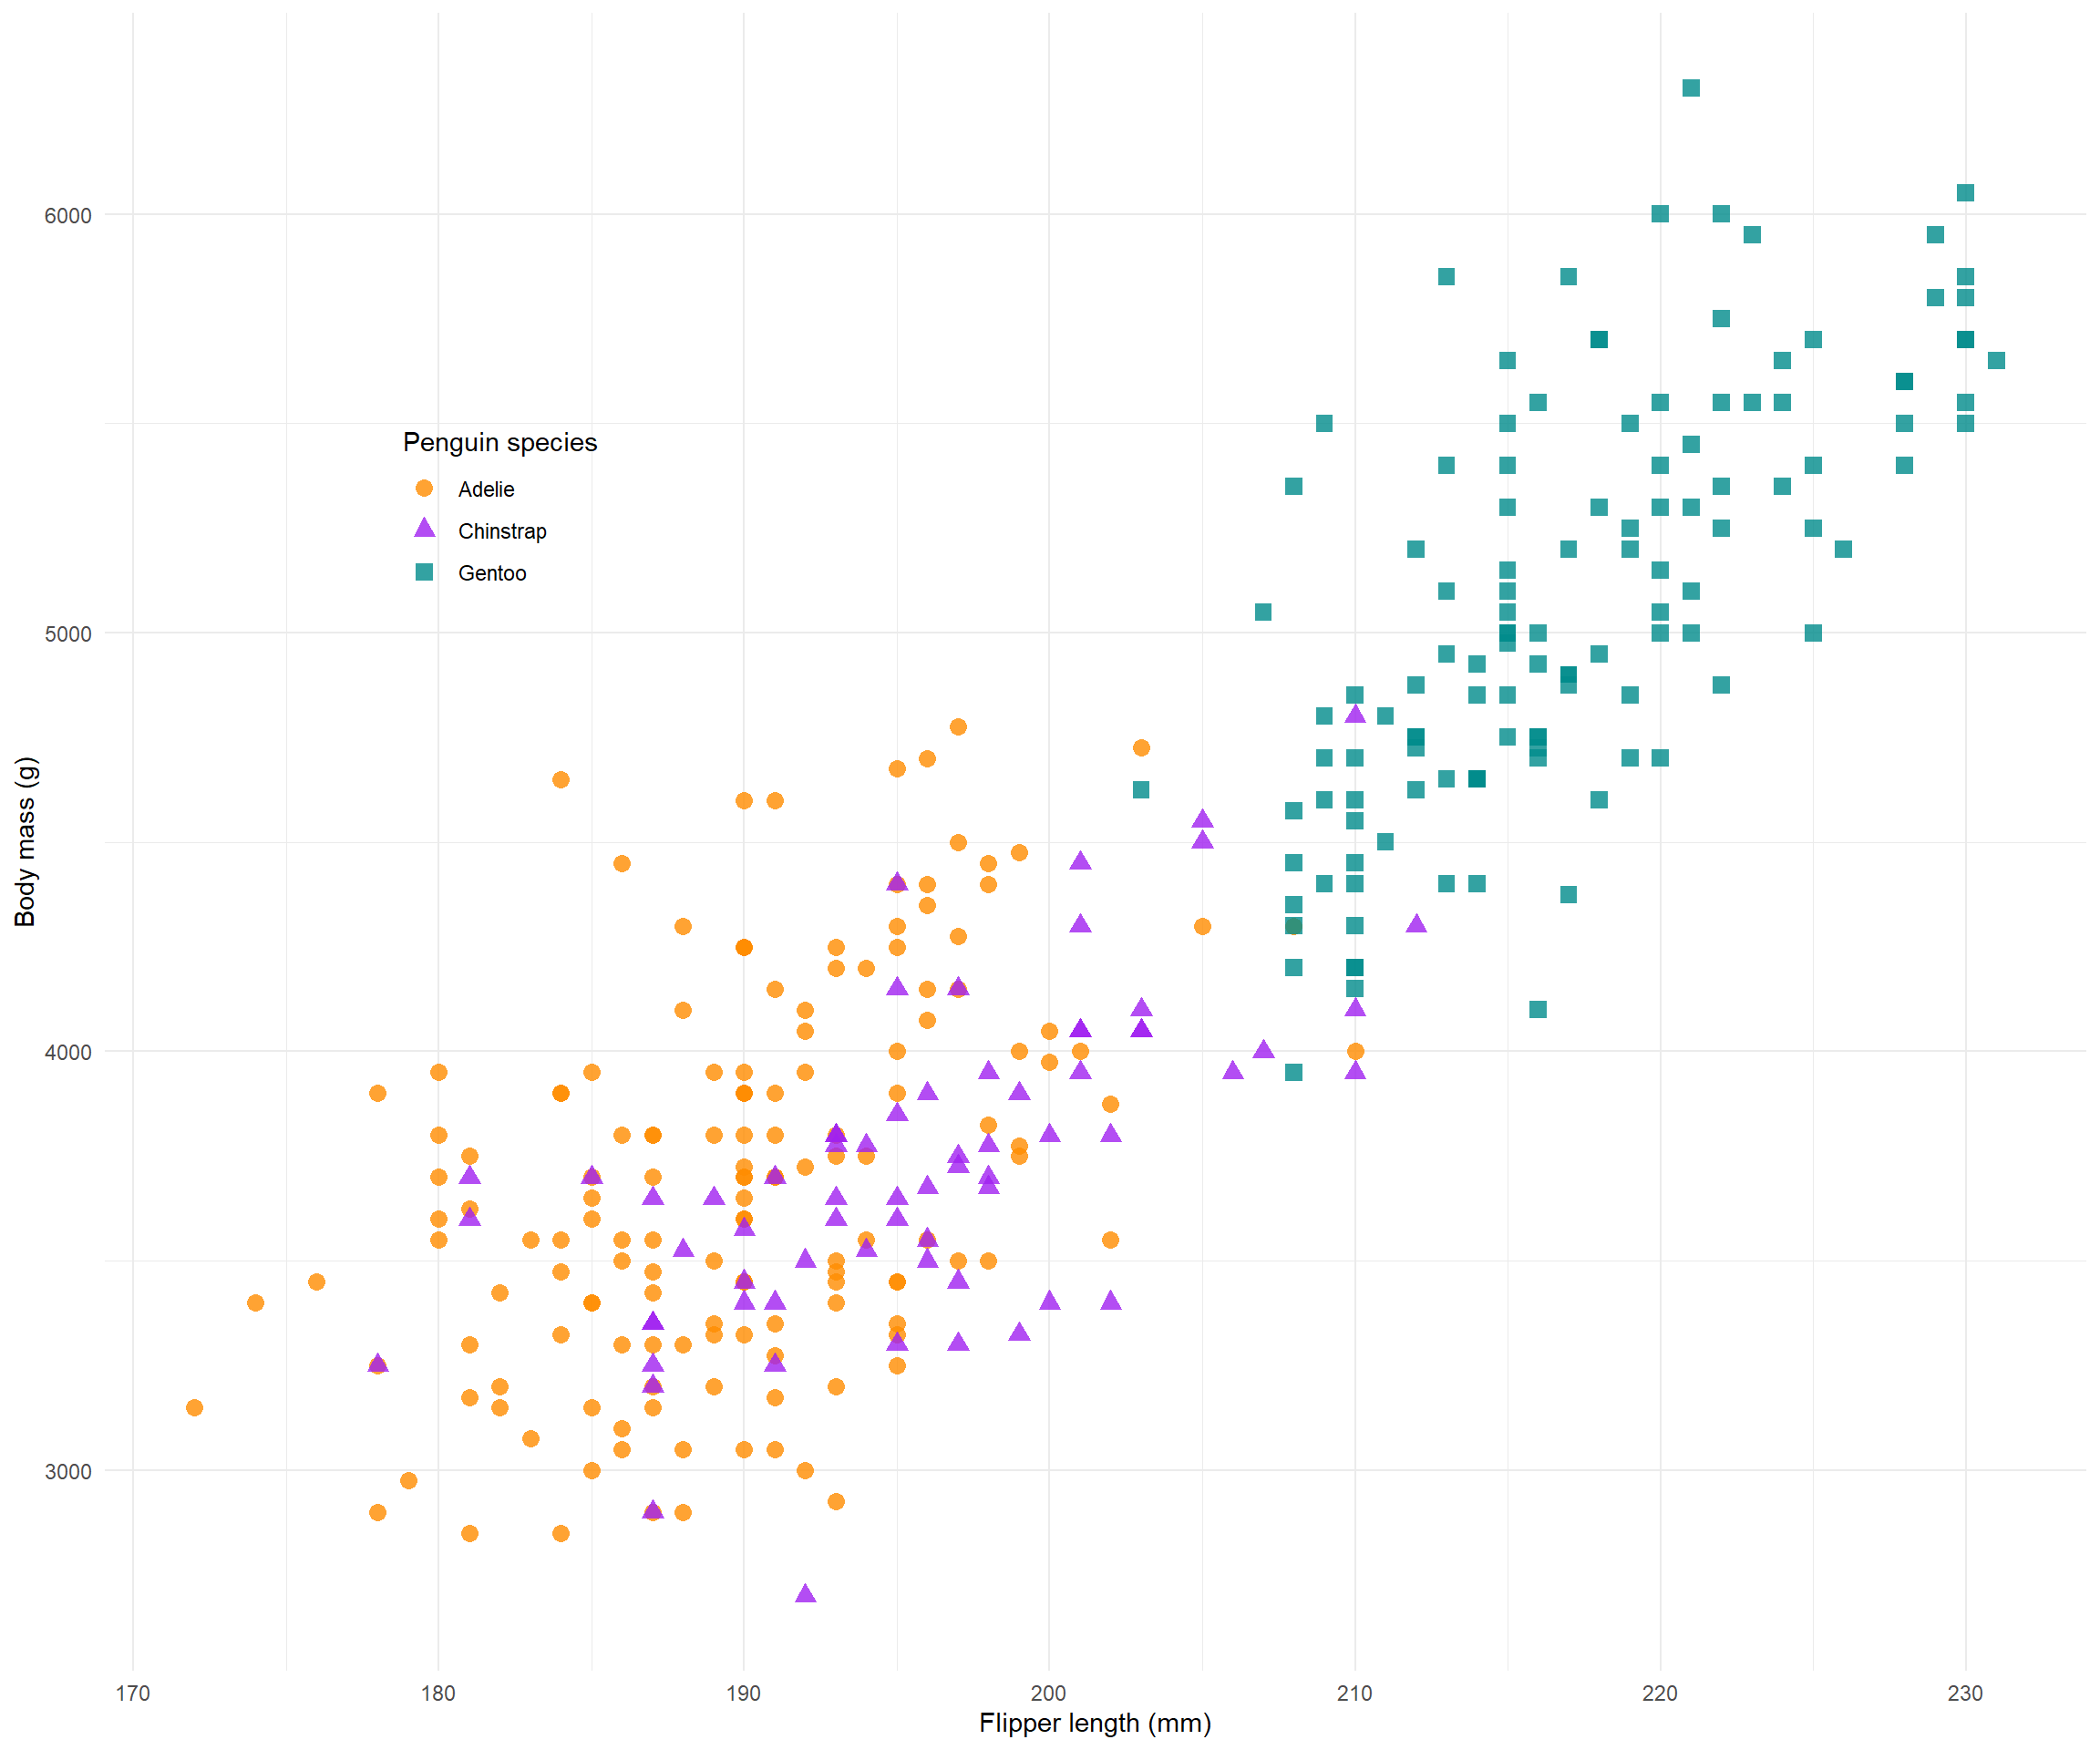 6000
5000
4000
3000
Body mass (g)
Penguin species
Adelie
Chinstrap
Gentoo
170 180 190 200 210 220 230
Flipper length (mm)